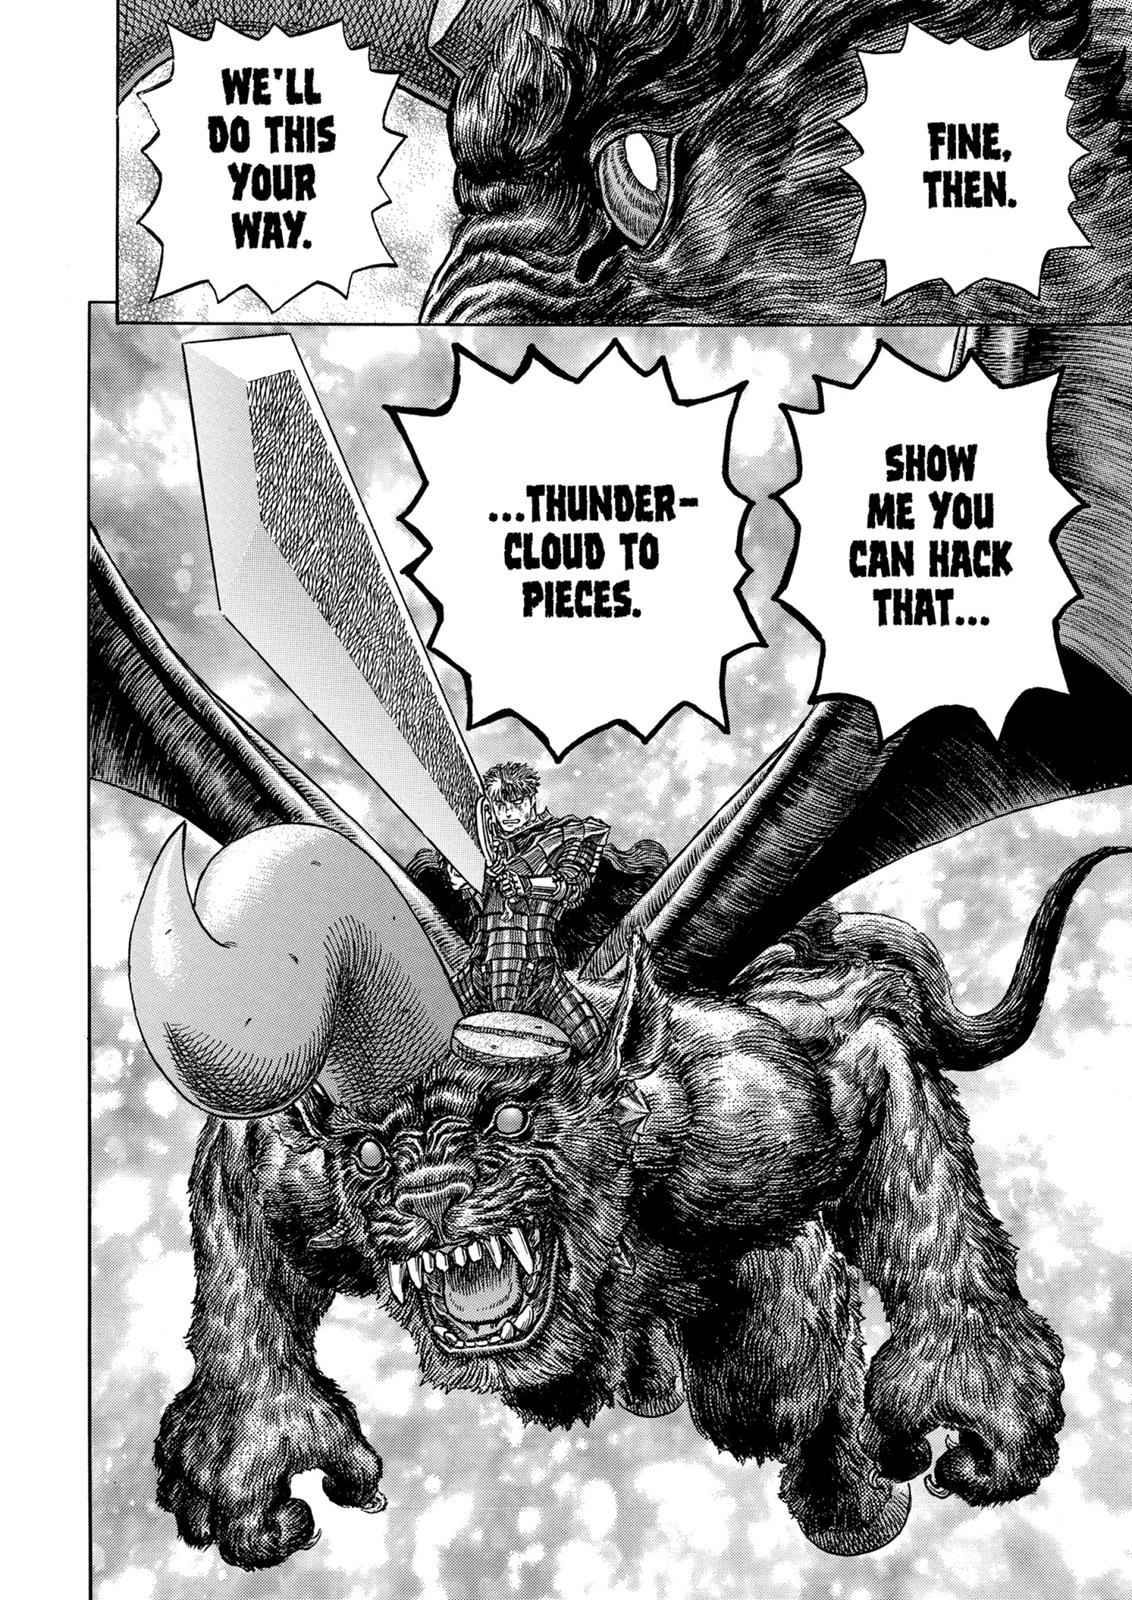 FINE,
THEN.
WE'LL
DO THIS
YOUR
WAY.
SHOW
ME YOU
CAN HACK
THAT...
...THUNDER-
CLOUD TO
PIECES.